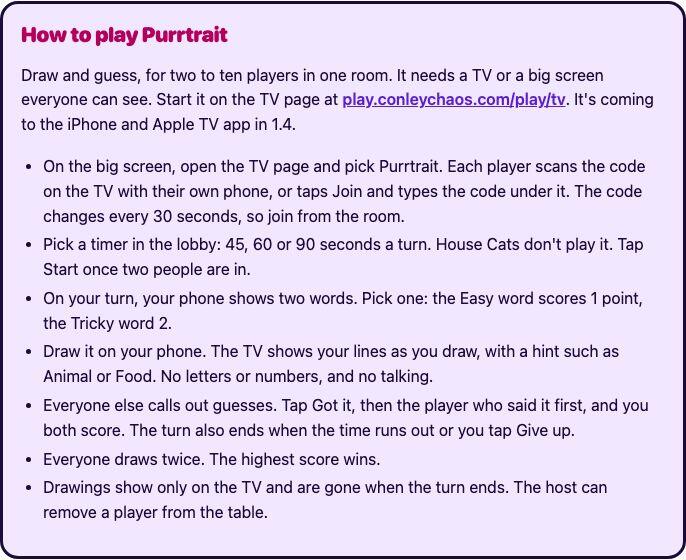 How to play Purrtrait
Draw and guess, for two to ten players in one room. It needs a TV or a big screen
everyone can see. Start it on the TV page at play.conleychaos.com/play/tv. It's coming
to the iPhone and Apple TV app in 1.4.
• On the big screen, open the TV page and pick Purrtrait. Each player scans the code
on the TV with their own phone, or taps Join and types the code under it. The code
changes every 30 seconds, so join from the room.
• Pick a timer in the lobby: 45, 60 or 90 seconds a turn. House Cats don't play it. Tap
Start once two people are in.
• On your turn, your phone shows two words. Pick one: the Easy word scores 1 point,
the Tricky word 2.
• Draw it on your phone. The TV shows your lines as you draw, with a hint such as
Animal or Food. No letters or numbers, and no talking.
• Everyone else calls out guesses. Tap Got it, then the player who said it first, and you
both score. The turn also ends when the time runs out or you tap Give up.
• Everyone draws twice. The highest score wins.
• Drawings show only on the TV and are gone when the turn ends. The host can
remove a player from the table.